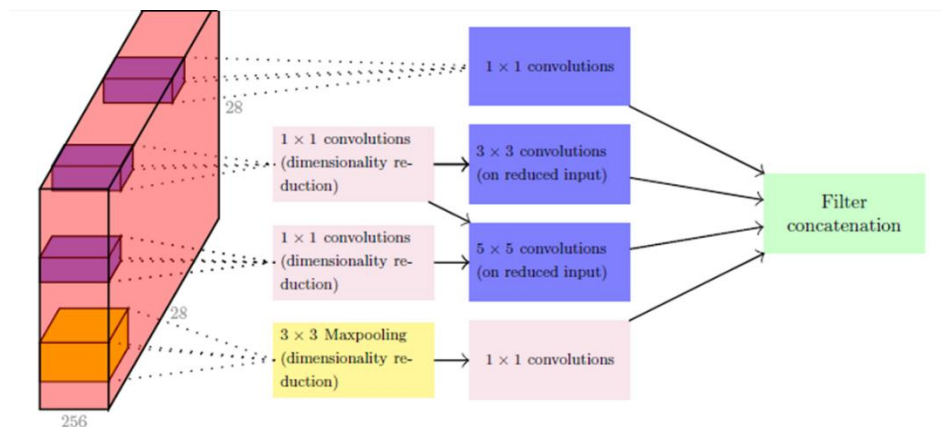 1 × 1 convolutions
28
1 × 1 convolutions
(dimensionality re-
duction)
3 × 3 convolutions
(on reduced input)
Filter
concatenation
1 × 1 convolutions
(dimensionality re-
duction)
5 × 5 convolutions
(on reduced input)
28
3 × 3 Maxpooling
(dimensionality re-
duction)
1 × 1 convolutions
256